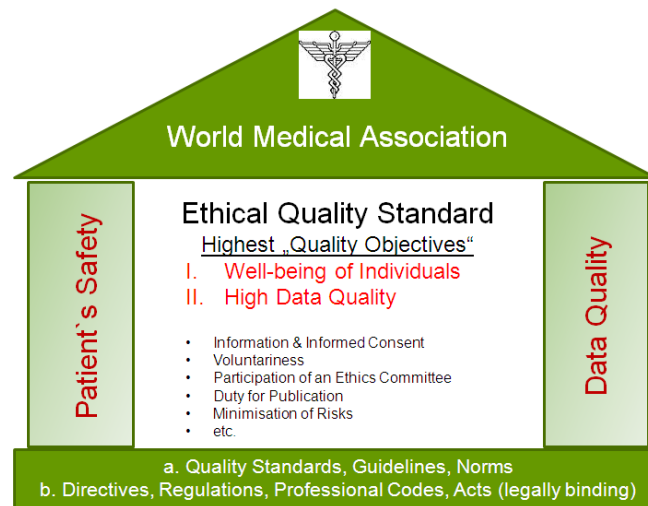 World Medical Association
Patient`s Safety
Ethical Quality Standard
Highest „Quality Objectives“
I. Well-being of Individuals
II. High Data Quality
• Information & Informed Consent
• Voluntariness
• Participation of an Ethics Committee
• Duty for Publication
• Minimisation of Risks
• etc.
Data Quality
a. Quality Standards, Guidelines, Norms
b. Directives, Regulations, Professional Codes, Acts (legally binding)